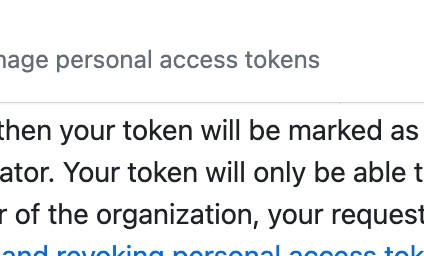 nage personal access tokens
then your token will be marked as
ator. Your token will only be able t
r of the organization, your request
and revoking personal access tok